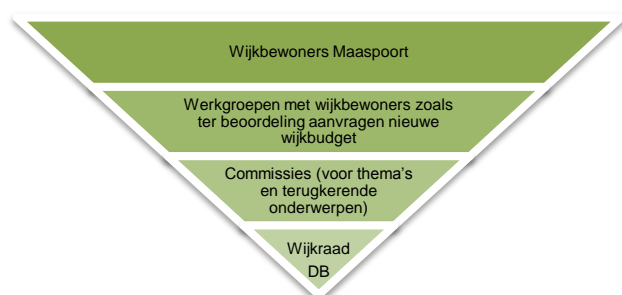 Wijkbewoners Maaspoort
Werkgroepen met wijkbewoners zoals
ter beoordeling aanvragen nieuwe
wijkbudget
Commissies (voor thema's
en terugkerende
onderwerpen)
Wijkraad
DB